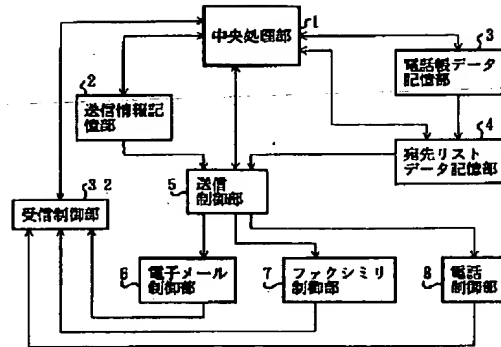 1
中央処理部
2
送信情報記
憶部
3
電話帳データ
記憶部
4
宛先リスト
データ記憶部
5
送信
制御部
32
受信制御部
6
電子メール
制御部
7
ファクシミリ
制御部
8
電話
制御部